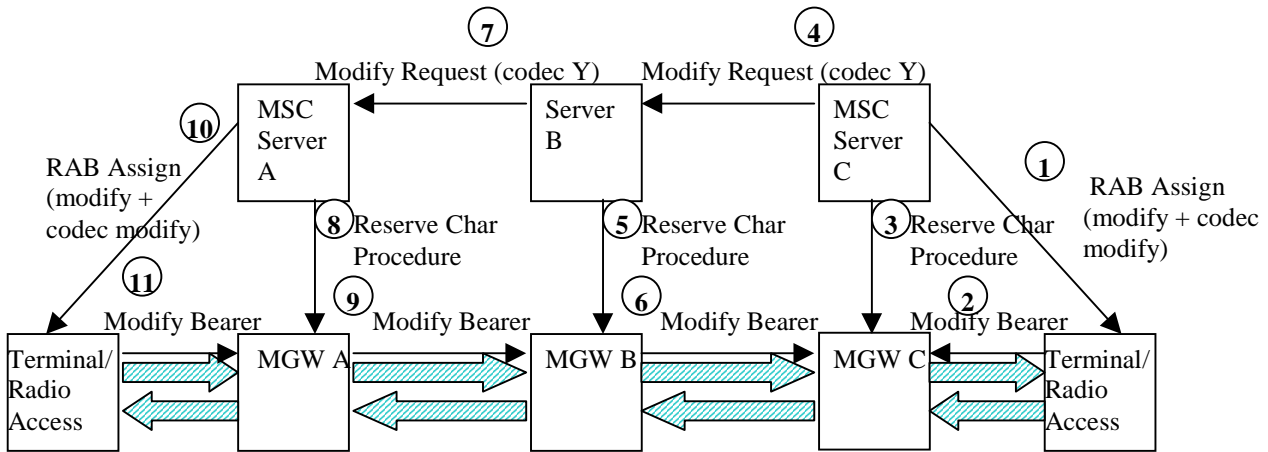 7
4
Modify Request (codec Y)
Modify Request (codec Y)
MSC
Server
A
Server
B
MSC
Server
C
10
1
RAB Assign
(modify +
codec modify)
RAB Assign
(modify + codec
modify)
8
Reserve Char
Procedure
5
Reserve Char
Procedure
3
Reserve Char
Procedure
11
9
6
2
Modify Bearer
Modify Bearer
Modify Bearer
Modify Bearer
Terminal/
Radio
Access
MGW A
MGW B
MGW C
Terminal/
Radio
Access